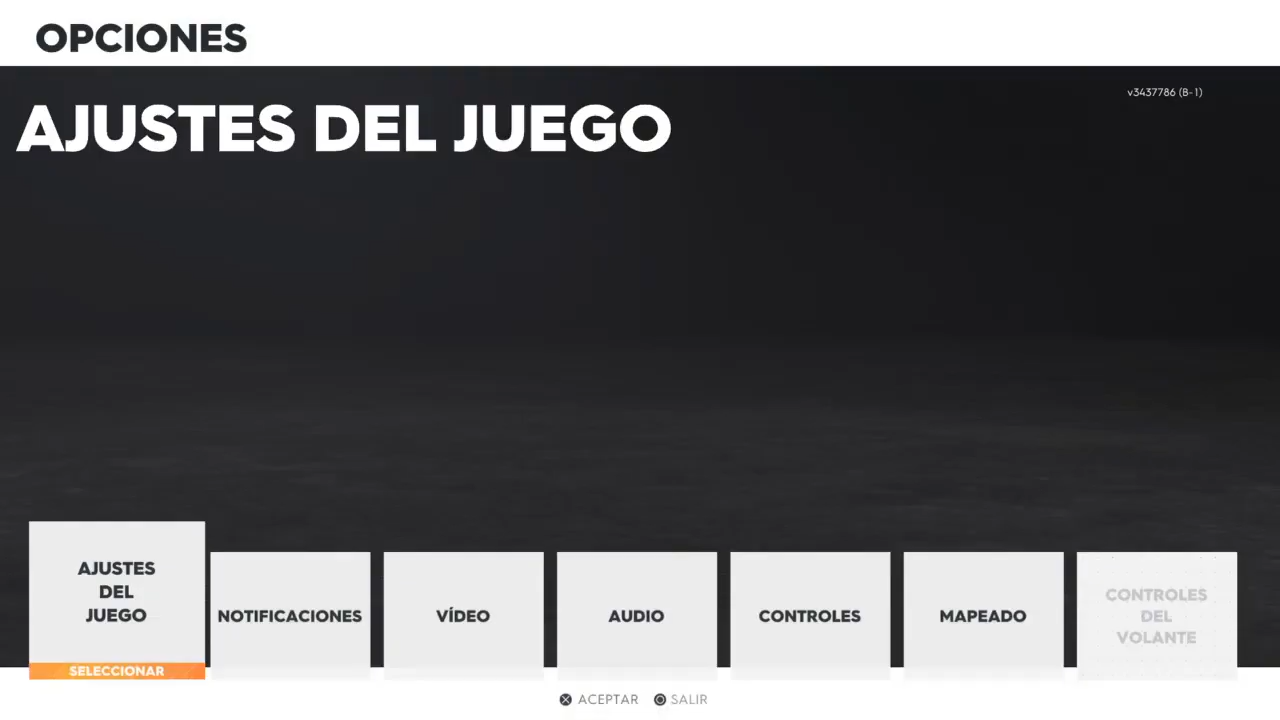 OPCIONES
v3437786 (B-1)
AJUSTES DEL JUEGO
AJUSTES
DEL
JUEGO
SELECCIONAR
NOTIFICACIONES
VÍDEO
AUDIO
CONTROLES
MAPEADO
CONTROLES
DEL
VOLANTE
ACEPTAR
SALIR